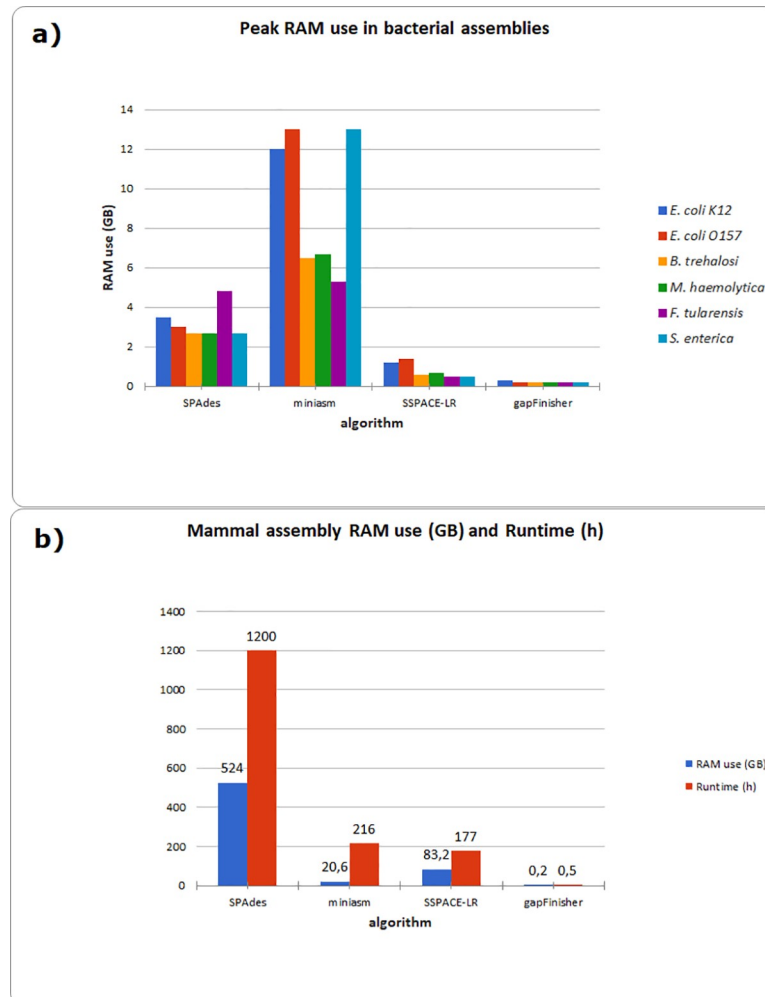 a)
Peak RAM use in bacterial assemblies
14
12
10
8
6
4
2
0
RAM use (GB)
SPAdes miniasm SSPACE-LR gapFinisher
algorithm
E. coli K12
E. coli O157
B. trehalosi
M. haemolytica
F. tularensis
S. enterica
b)
Mammal assembly RAM use (GB) and Runtime (h)
1400
1200
1000
800
600
400
200
0
524 1200
20,6 216
83,2 177
0,2 0,5
SPAdes miniasm SSPACE-LR gapFinisher
algorithm
RAM use (GB)
Runtime (h)